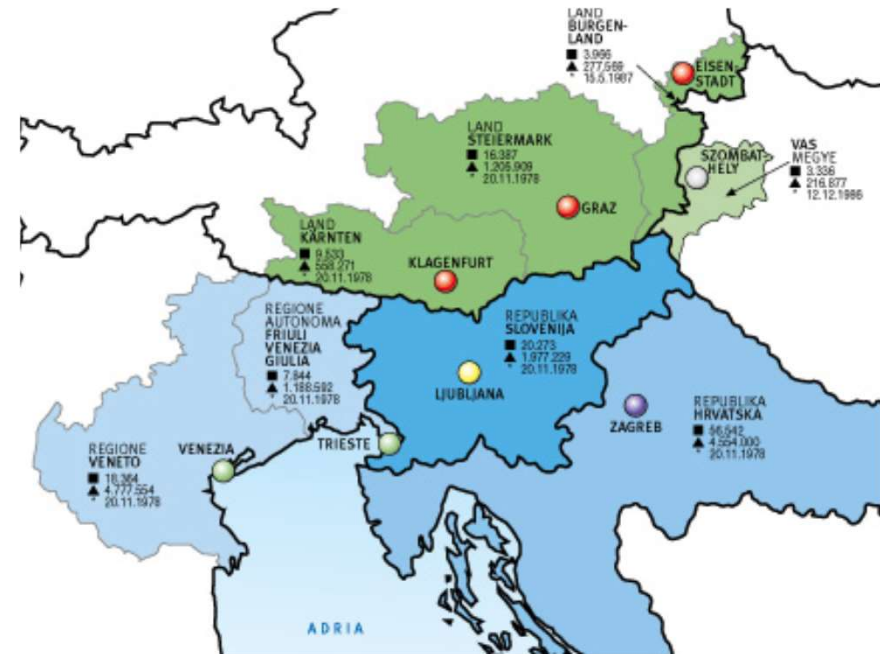 LAND
BURGEN-
LAND
■ 3.966
▲ 277.569
* 15.5.1987
EISEN-
STADT
LAND
STEIERMARK
■ 16.387
▲ 1.205.909
* 20.11.1978
SZOMBAT-
HELY
VAS
MEGYE
■ 3.336
▲ 216.877
* 12.12.1986
GRAZ
LAND
KÄRNTEN
■ 9.533
▲ 558.271
* 20.11.1978
KLAGENFURT
REGIONE
AUTONOMA
FRIULI
VENEZIA
GIULIA
■ 7.844
▲ 1.188.592
* 20.11.1978
REPUBLIKA
SLOVENIJA
■ 20.273
▲ 1.977.229
* 20.11.1978
LJUBLJANA
REPUBLIKA
HRVATSKA
■ 56.542
▲ 4.554.000
* 20.11.1978
ZAGREB
REGIONE
VENETO
■ 18.364
▲ 4.777.554
* 20.11.1978
VENEZIA
TRIESTE
ADRIA